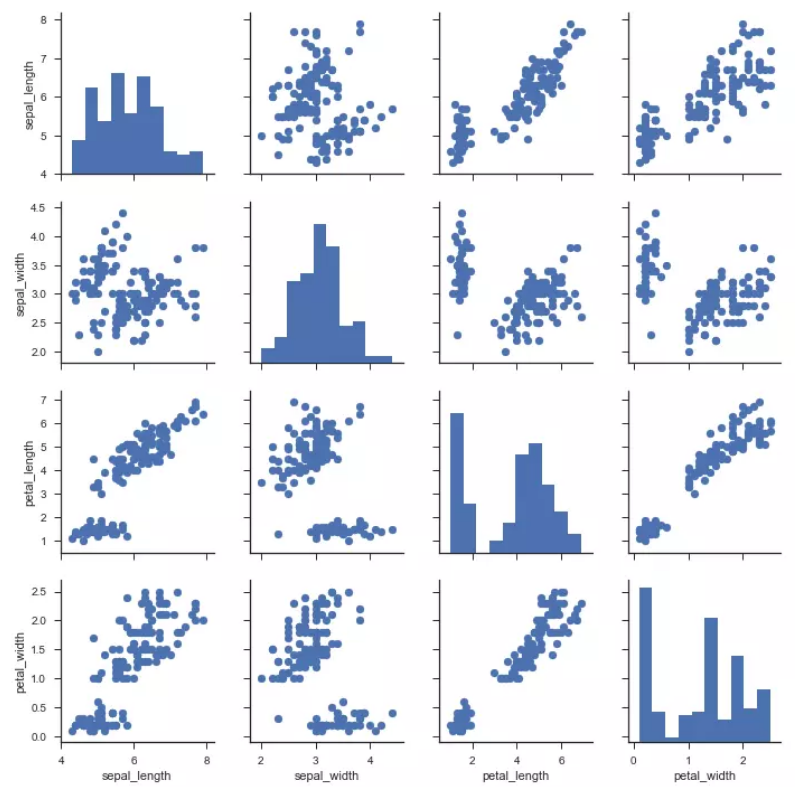 8
7
6
5
4
sepal_length
4.5
4.0
3.5
3.0
2.5
2.0
sepal_width
7
6
5
4
3
2
1
petal_length
2.5
2.0
1.5
1.0
0.5
0.0
petal_width
4 6 8
sepal_length
2 3 4
sepal_width
2 4 6
petal_length
0 1 2
petal_width